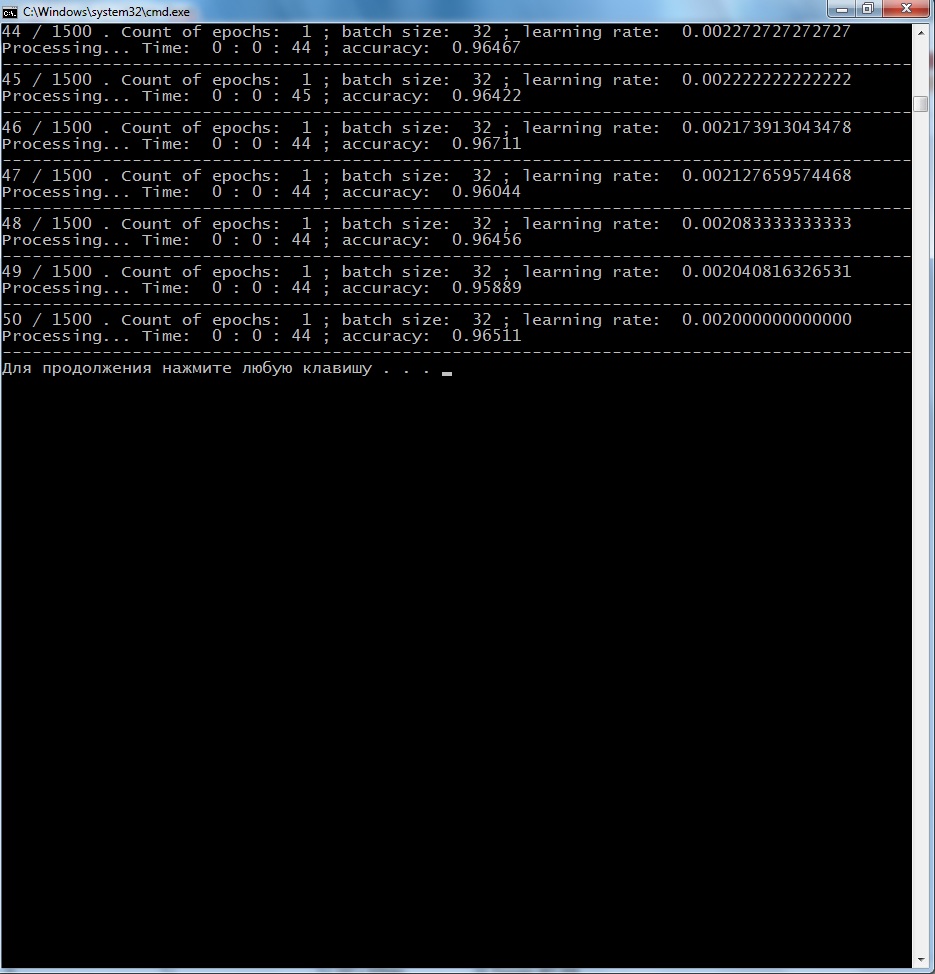 C:\Windows\system32\cmd.exe
44 / 1500 . Count of epochs: 1 ; batch size: 32 ; learning rate: 0.002272727272727
Processing... Time: 0 : 0 : 44 ; accuracy: 0.96467
45 / 1500 . Count of epochs: 1 ; batch size: 32 ; learning rate: 0.002222222222222
Processing... Time: 0 : 0 : 45 ; accuracy: 0.96422
46 / 1500 . Count of epochs: 1 ; batch size: 32 ; learning rate: 0.002173913043478
Processing... Time: 0 : 0 : 44 ; accuracy: 0.96711
47 / 1500 . Count of epochs: 1 ; batch size: 32 ; learning rate: 0.002127659574468
Processing... Time: 0 : 0 : 44 ; accuracy: 0.96044
48 / 1500 . Count of epochs: 1 ; batch size: 32 ; learning rate: 0.002083333333333
Processing... Time: 0 : 0 : 44 ; accuracy: 0.96456
49 / 1500 . Count of epochs: 1 ; batch size: 32 ; learning rate: 0.002040816326531
Processing... Time: 0 : 0 : 44 ; accuracy: 0.95889
50 / 1500 . Count of epochs: 1 ; batch size: 32 ; learning rate: 0.002000000000000
Processing... Time: 0 : 0 : 44 ; accuracy: 0.96511
Для продолжения нажмите любую клавишу . . .